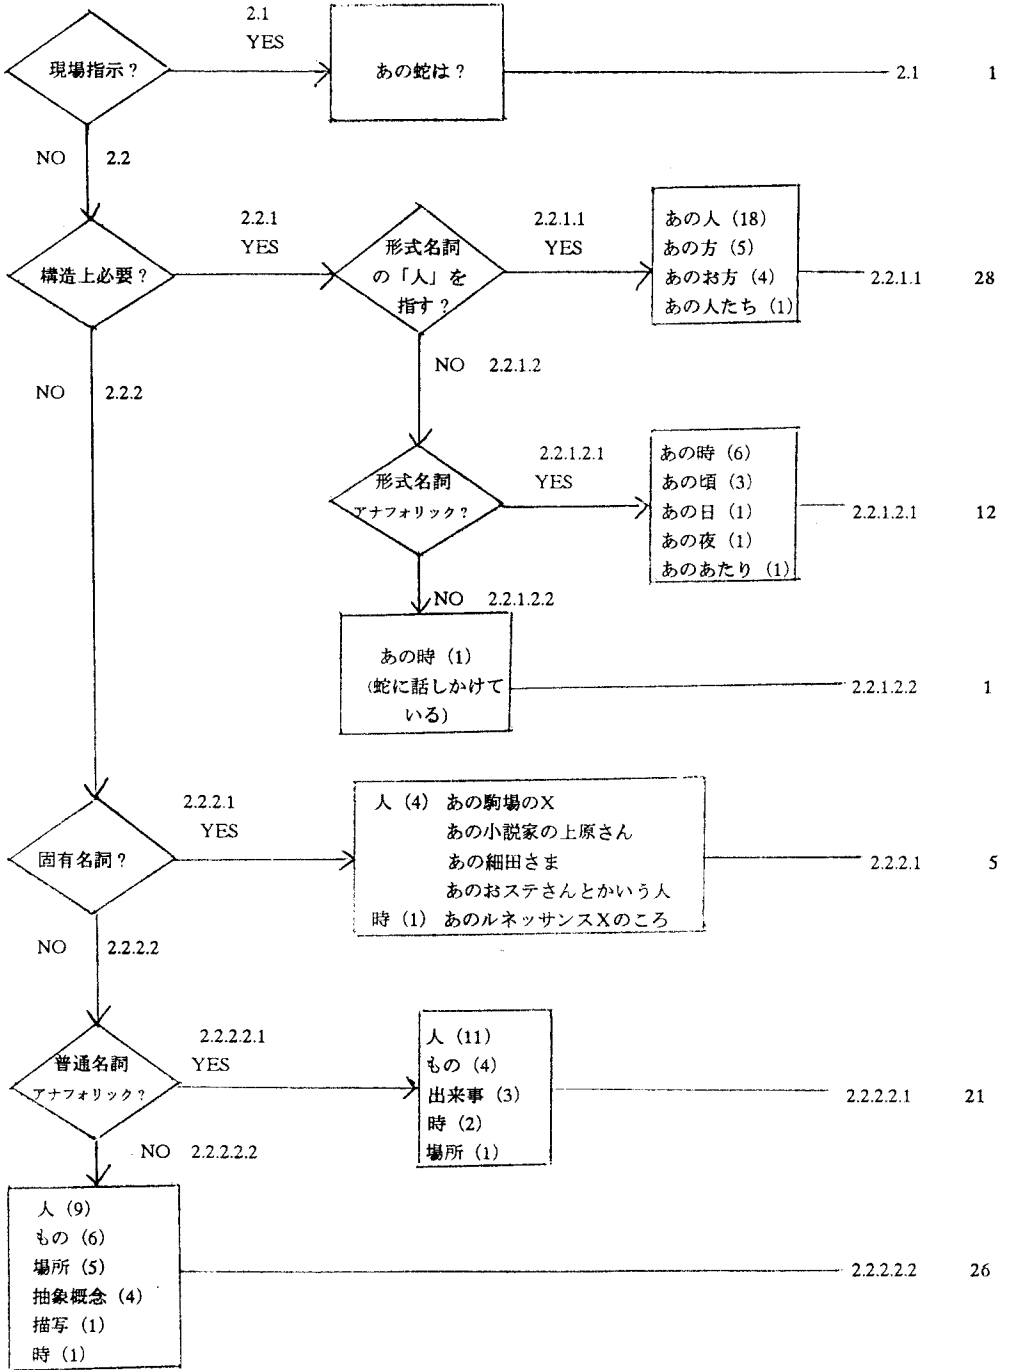 2.1
YES
現場指示？
あの蛇は？
2.1 1
NO 2.2
2.2.1
YES
構造上必要？
形式名詞
の「人」を
指す？
2.2.1.1
YES
あの人（18）
あの方（5）
あのお方（4）
あの人たち（1）
2.2.1.1 28
NO 2.2.1.2
NO 2.2.2
形式名詞
アナフォリック？
2.2.1.2.1
YES
あの時（6）
あの頃（3）
あの日（1）
あの夜（1）
あのあたり（1）
2.2.1.2.1 12
NO 2.2.1.2.2
あの時（1）
（蛇に話しかけて
いる）
2.2.1.2.2 1
2.2.2.1
YES
固有名詞？
人（4） あの駒場のX
あの小説家の上原さん
あの細田さま
あのおステさんとかいう人
時（1） あのルネッサンスXのころ
2.2.2.1 5
NO 2.2.2.2
普通名詞
アナフォリック？
2.2.2.2.1
YES
人（11）
もの（4）
出来事（3）
時（2）
場所（1）
2.2.2.2.1 21
NO 2.2.2.2.2
人（9）
もの（6）
場所（5）
抽象概念（4）
描写（1）
時（1）
2.2.2.2.2 26